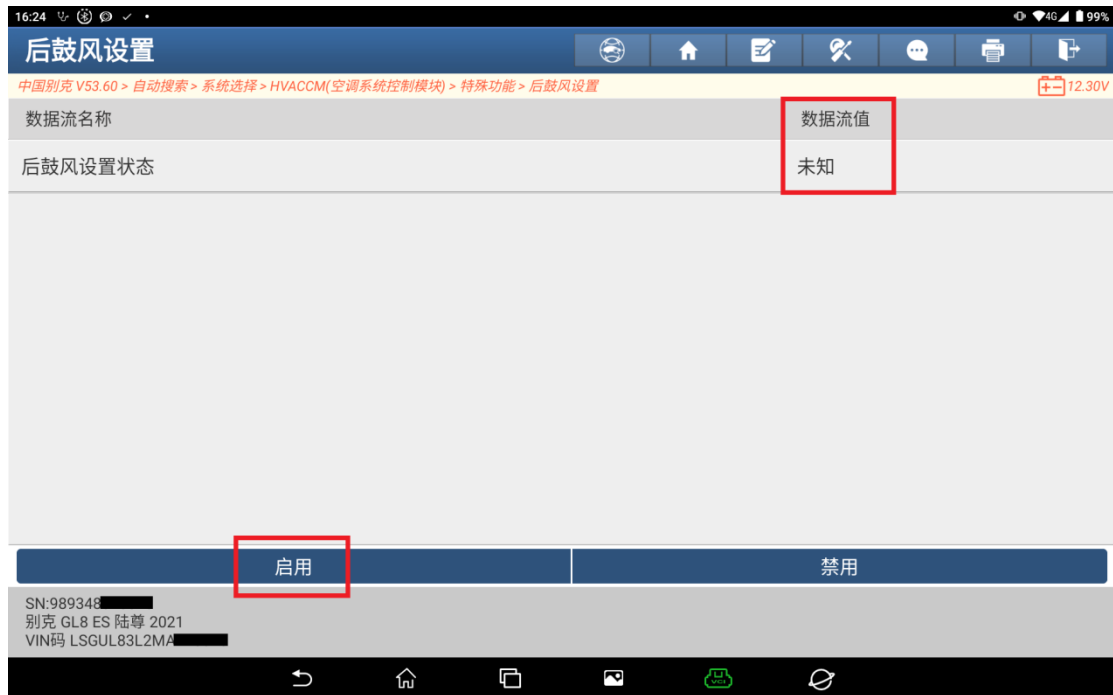 16:24
4G 99%
后鼓风设置
中国别克 V53.60 > 自动搜索 > 系统选择 > HVACCM(空调系统控制模块) > 特殊功能 > 后鼓风设置
12.30V
数据流名称 数据流值
后鼓风设置状态 未知
启用 禁用
SN:989348
别克 GL8 ES 陆尊 2021
VIN码 LSGUL83L2MA
VCI